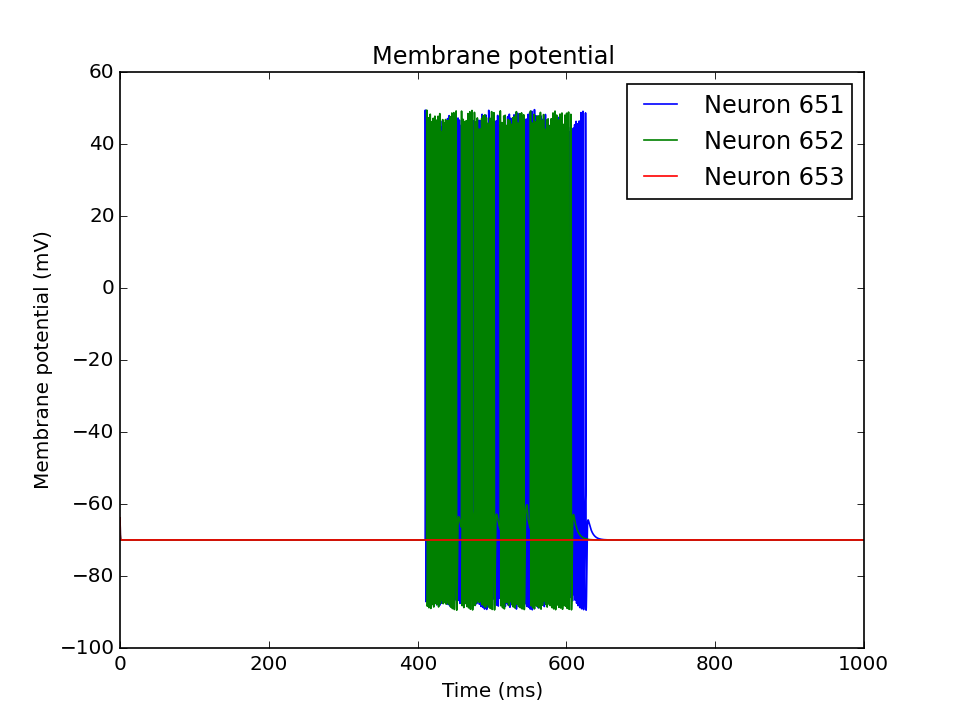 Membrane potential
60
40
20
0
−20
−40
−60
−80
−100
Membrane potential (mV)
Neuron 651
Neuron 652
Neuron 653
0 200 400 600 800 1000
Time (ms)